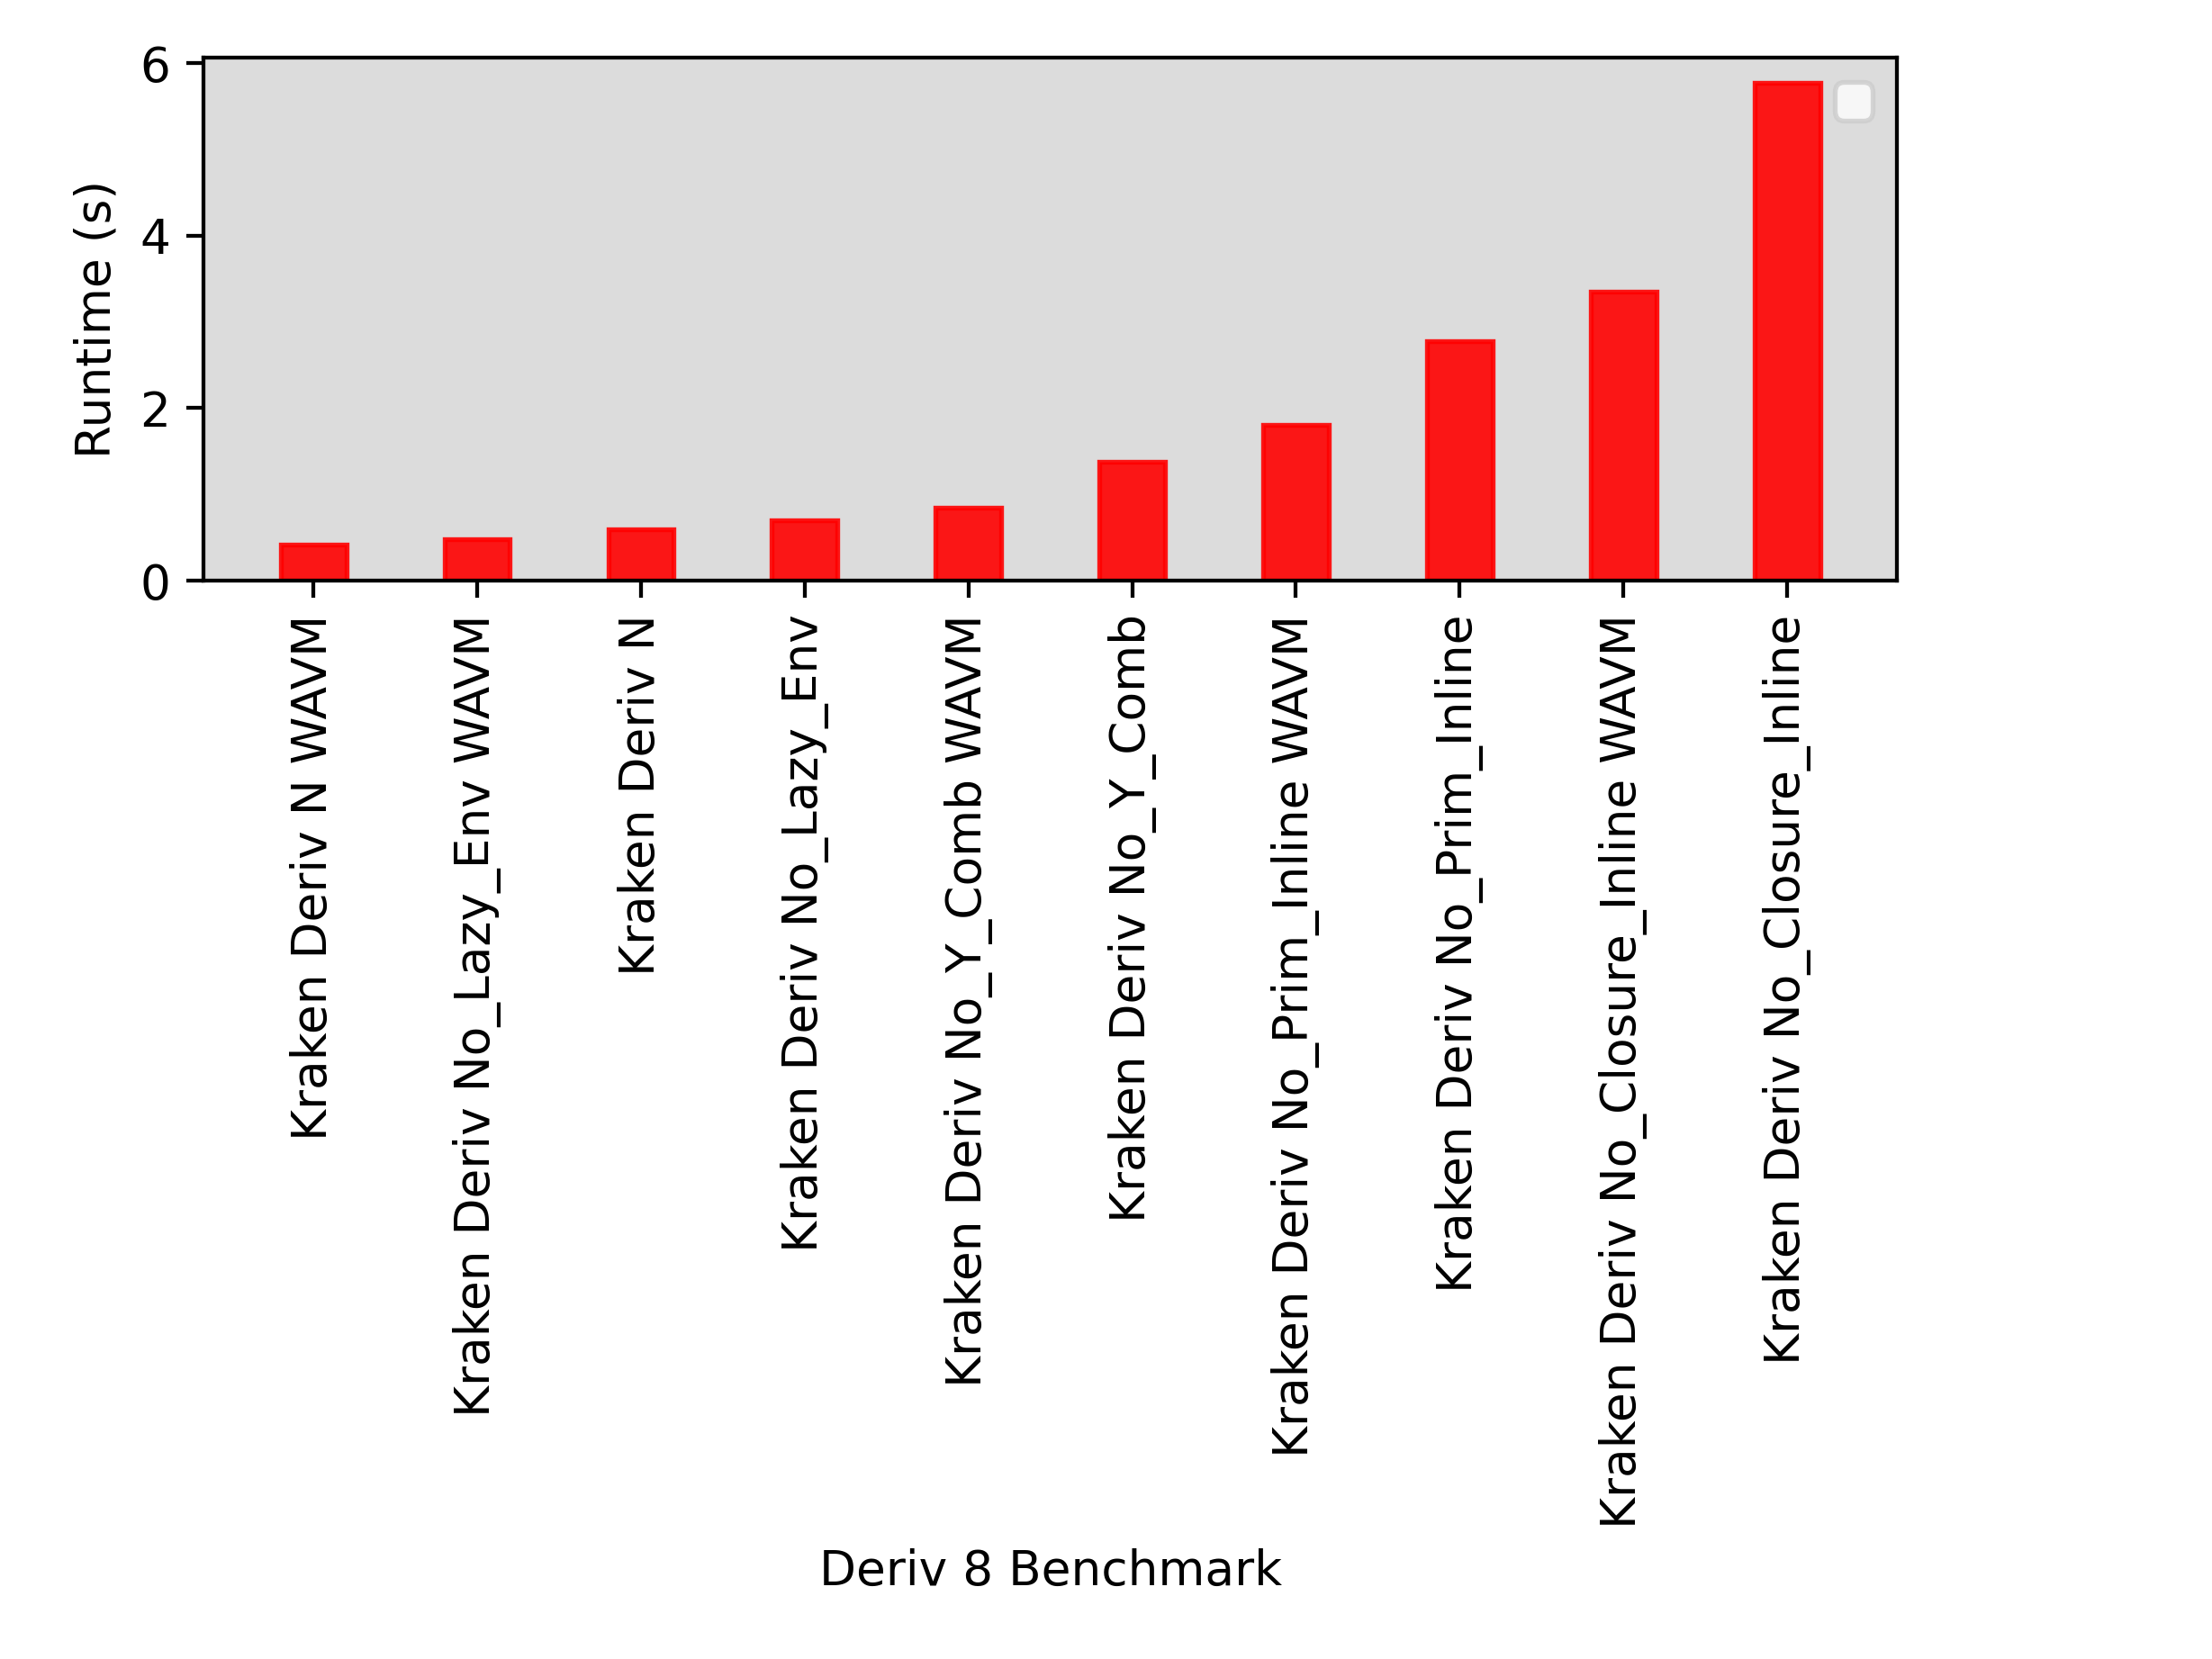 Runtime (s)
6
4
2
0
Kraken Deriv N WAVM
Kraken Deriv No_Lazy_Env WAVM
Kraken Deriv N
Kraken Deriv No_Lazy_Env
Kraken Deriv No_Y_Comb WAVM
Kraken Deriv No_Y_Comb
Kraken Deriv No_Prim_Inline WAVM
Kraken Deriv No_Prim_Inline
Kraken Deriv No_Closure_Inline WAVM
Kraken Deriv No_Closure_Inline
Deriv 8 Benchmark